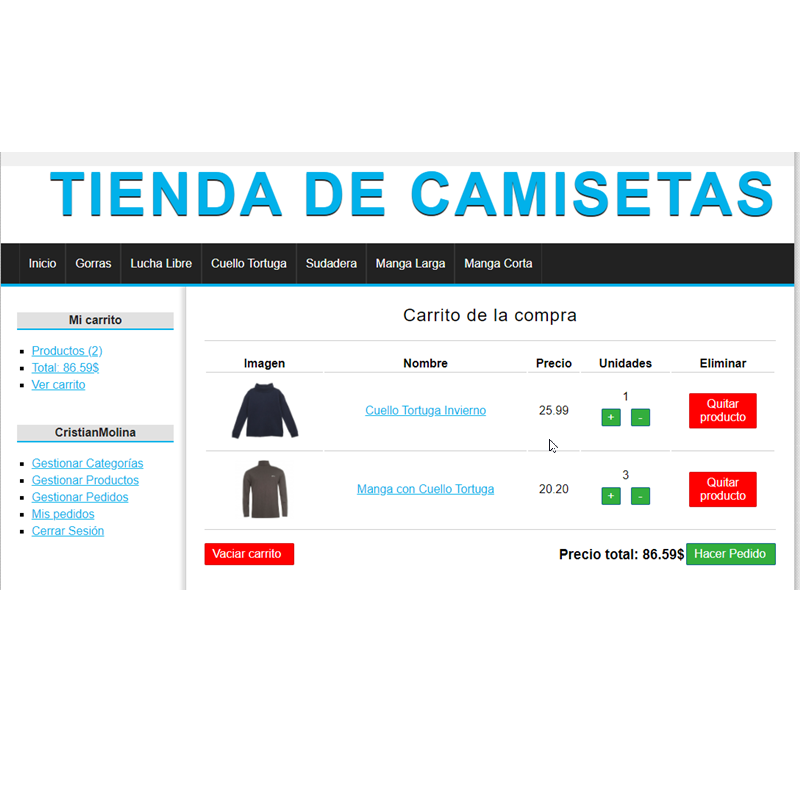 TIENDA DE CAMISETAS
Inicio Gorras Lucha Libre Cuello Tortuga Sudadera Manga Larga Manga Corta
Mi carrito
Productos (2)
Total: 86.59$
Ver carrito
CristianMolina
Gestionar Categorías
Gestionar Productos
Gestionar Pedidos
Mis pedidos
Cerrar Sesión
Carrito de la compra
Imagen Nombre Precio Unidades Eliminar
Cuello Tortuga Invierno 25.99 1 + - Quitar producto
Manga con Cuello Tortuga 20.20 3 + - Quitar producto
Vaciar carrito Precio total: 86.59$ Hacer Pedido